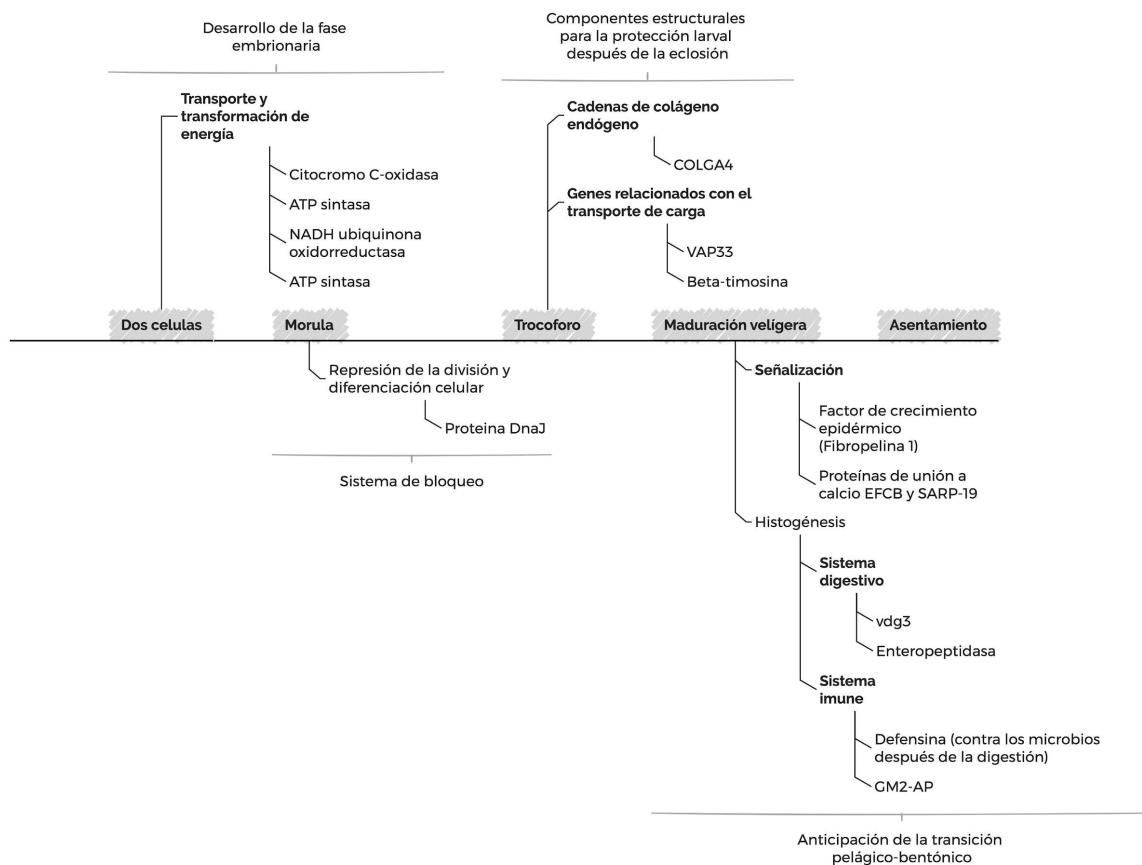 Desarrollo de la fase
embrionaria
Componentes estructurales
para la protección larval
después de la eclosión
Transporte y
transformación de
energía
Citocromo C-oxidasa
ATP sintasa
NADH ubiquinona
oxidorreductasa
ATP sintasa
Cadenas de colágeno
endógeno
COLGA4
Genes relacionados con el
transporte de carga
VAP33
Beta-timosina
Dos celulas
Morula
Trocoforo
Maduración velígera
Asentamiento
Represión de la división y
diferenciación celular
Proteina DnaJ
Sistema de bloqueo
Señalización
Factor de crecimiento
epidérmico
(Fibropelina 1)
Proteínas de unión a
calcio EFCB y SARP-19
Histogénesis
Sistema
digestivo
vdg3
Enteropeptidasa
Sistema
imune
Defensina (contra los microbios
después de la digestión)
GM2-AP
Anticipación de la transición
pelágico-bentónico